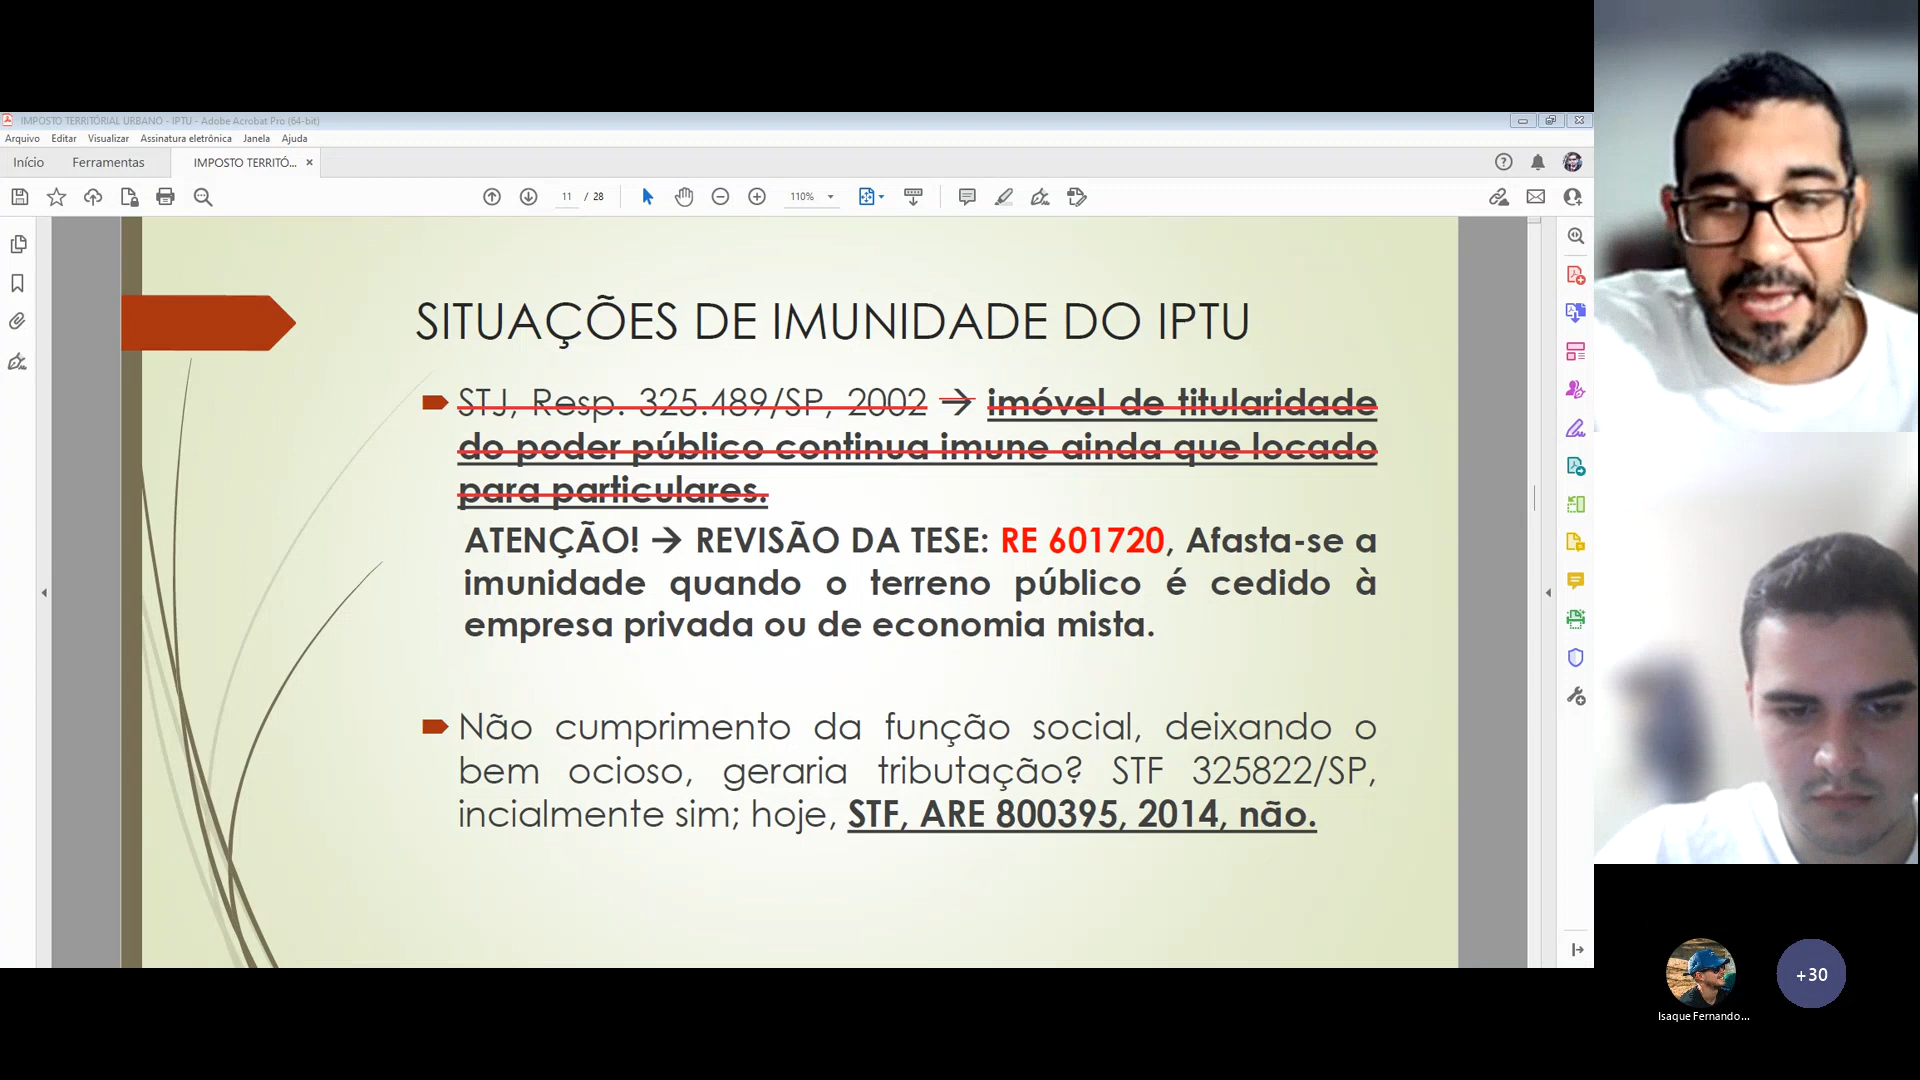 IMPOSTO TERRITÓRIAL URBANO - IPTU - Adobe Acrobat Pro (64-bit)
Arquivo Editar Visualizar Assinatura eletrônica Janela Ajuda
Início Ferramentas IMPOSTO TERRITÓ... ×
11 / 28 110%
SITUAÇÕES DE IMUNIDADE DO IPTU
STJ, Resp. 325.489/SP, 2002 → imóvel de titularidade
do poder público continua imune ainda que locado
para particulares.
ATENÇÃO! → REVISÃO DA TESE: RE 601720, Afasta-se a
imunidade quando o terreno público é cedido à
empresa privada ou de economia mista.
Não cumprimento da função social, deixando o
bem ocioso, geraria tributação? STF 325822/SP,
incialmente sim; hoje, STF, ARE 800395, 2014, não.
+30
Isaque Fernando...